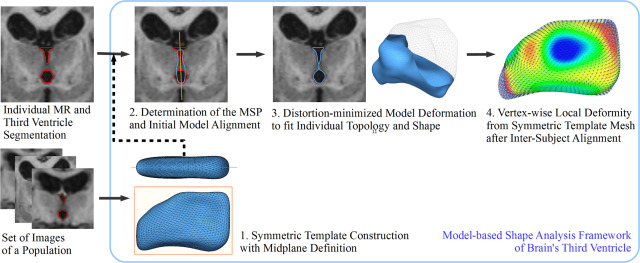 Individual MR and
Third Ventricle
Segmentation
2. Determination of the MSP
and Initial Model Alignment
3. Distortion-minimized Model Deformation
to fit Individual Topology and Shape
4. Vertex-wise Local Deformity
from Symmetric Template Mesh
after Inter-Subject Alignment
Set of Images
of a Population
1. Symmetric Template Construction
with Midplane Definition
Model-based Shape Analysis Framework
of Brain's Third Ventricle